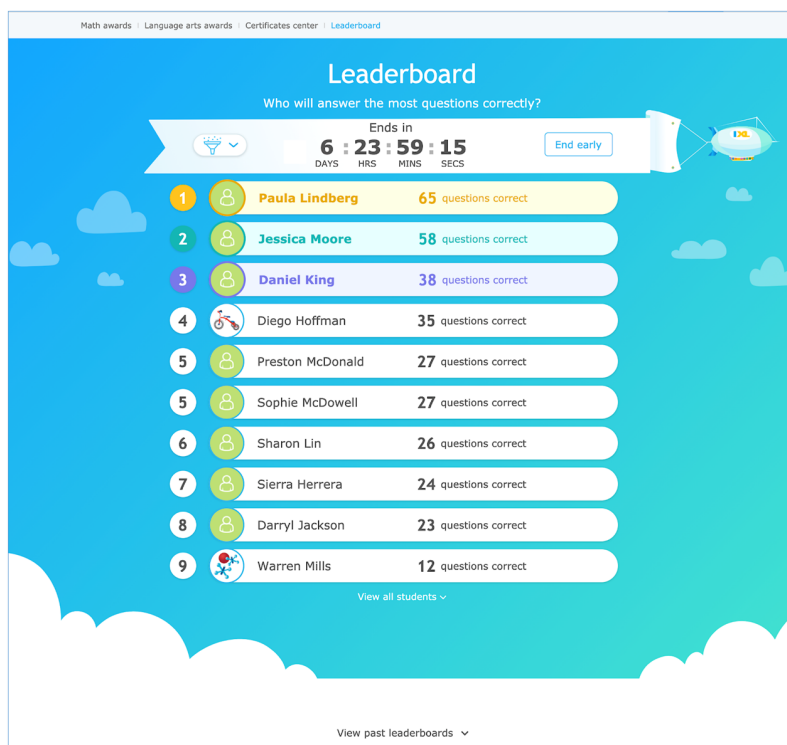 Math awards Language arts awards Certificates center Leaderboard
Leaderboard
Who will answer the most questions correctly?
Ends in
6 : 23 : 59 : 15
DAYS HRS MINS SECS
End early
IXL
1 Paula Lindberg 65 questions correct
2 Jessica Moore 58 questions correct
3 Daniel King 38 questions correct
4 Diego Hoffman 35 questions correct
5 Preston McDonald 27 questions correct
5 Sophie McDowell 27 questions correct
6 Sharon Lin 26 questions correct
7 Sierra Herrera 24 questions correct
8 Darryl Jackson 23 questions correct
9 Warren Mills 12 questions correct
View all students
View past leaderboards